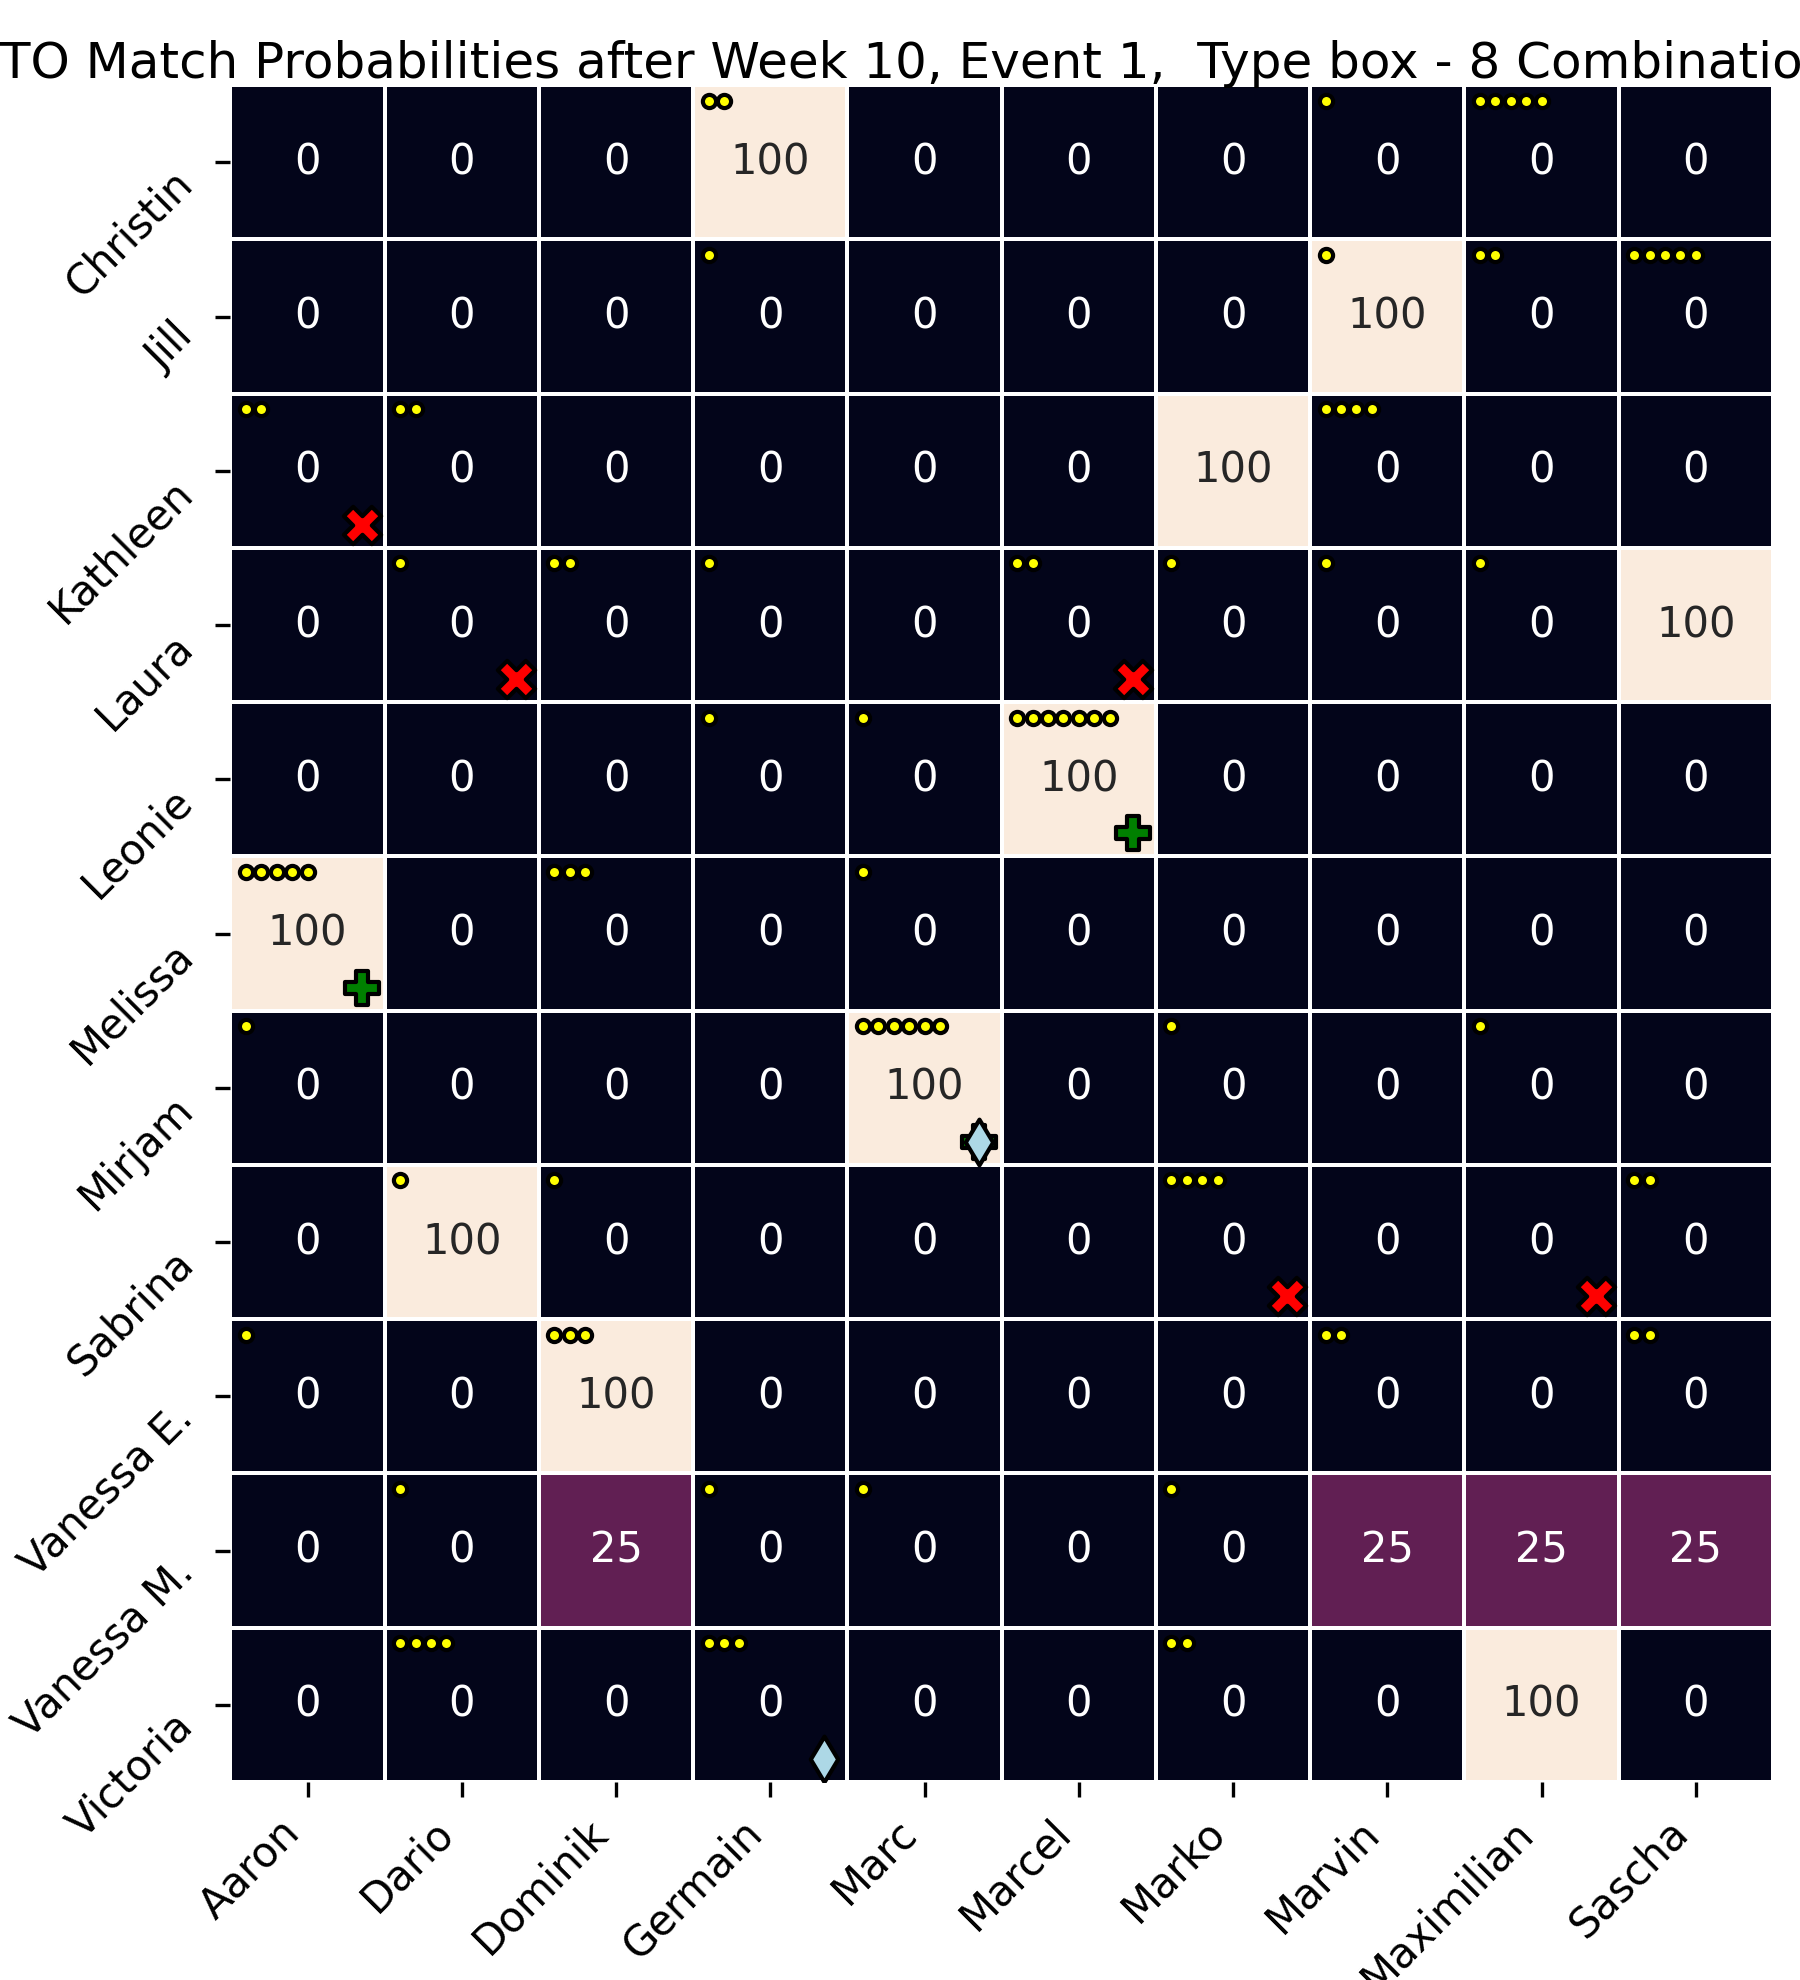 TO Match Probabilities after Week 10, Event 1, Type box - 8 Combinatio
Christin 0 0 0 100 0 0 0 0 0 0
Jill 0 0 0 0 0 0 0 100 0 0
Kathleen 0 0 0 0 0 0 100 0 0 0
Laura 0 0 0 0 0 0 0 0 0 100
Leonie 0 0 0 0 0 100 0 0 0 0
Melissa 100 0 0 0 0 0 0 0 0 0
Mirjam 0 0 0 0 100 0 0 0 0 0
Sabrina 0 100 0 0 0 0 0 0 0 0
Vanessa E. 0 0 100 0 0 0 0 0 0 0
Vanessa M. 0 0 25 0 0 0 0 25 25 25
Victoria 0 0 0 0 0 0 0 0 100 0
Aaron Dario Dominik Germain Marc Marcel Marko Marvin Maximilian Sascha